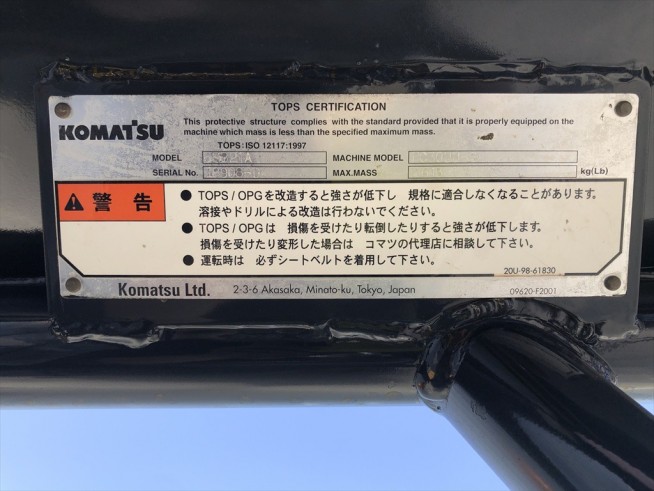 TOPS CERTIFICATION
KOMATSU
This protective structure complies with the standard provided that it is properly equipped on the
machine which mass is less than the specified maximum mass.
TOPS : ISO 12117:1997
MODEL MACHINE MODEL
SERIAL No. MAX.MASS kg(Lb)
警告
● TOPS / OPGを改造すると強さが低下し 規格に適合しなくなることがあります。
溶接やドリルによる改造は行わないでください。
● TOPS / OPGは 損傷を受けたり転倒したりすると強さが低下します。
損傷を受けたり変形した場合は コマツの代理店に相談して下さい。
● 運転時は 必ずシートベルトを着用して下さい。
20U-98-61830
Komatsu Ltd. 2-3-6 Akasaka, Minato-ku, Tokyo, Japan 09620-F2001